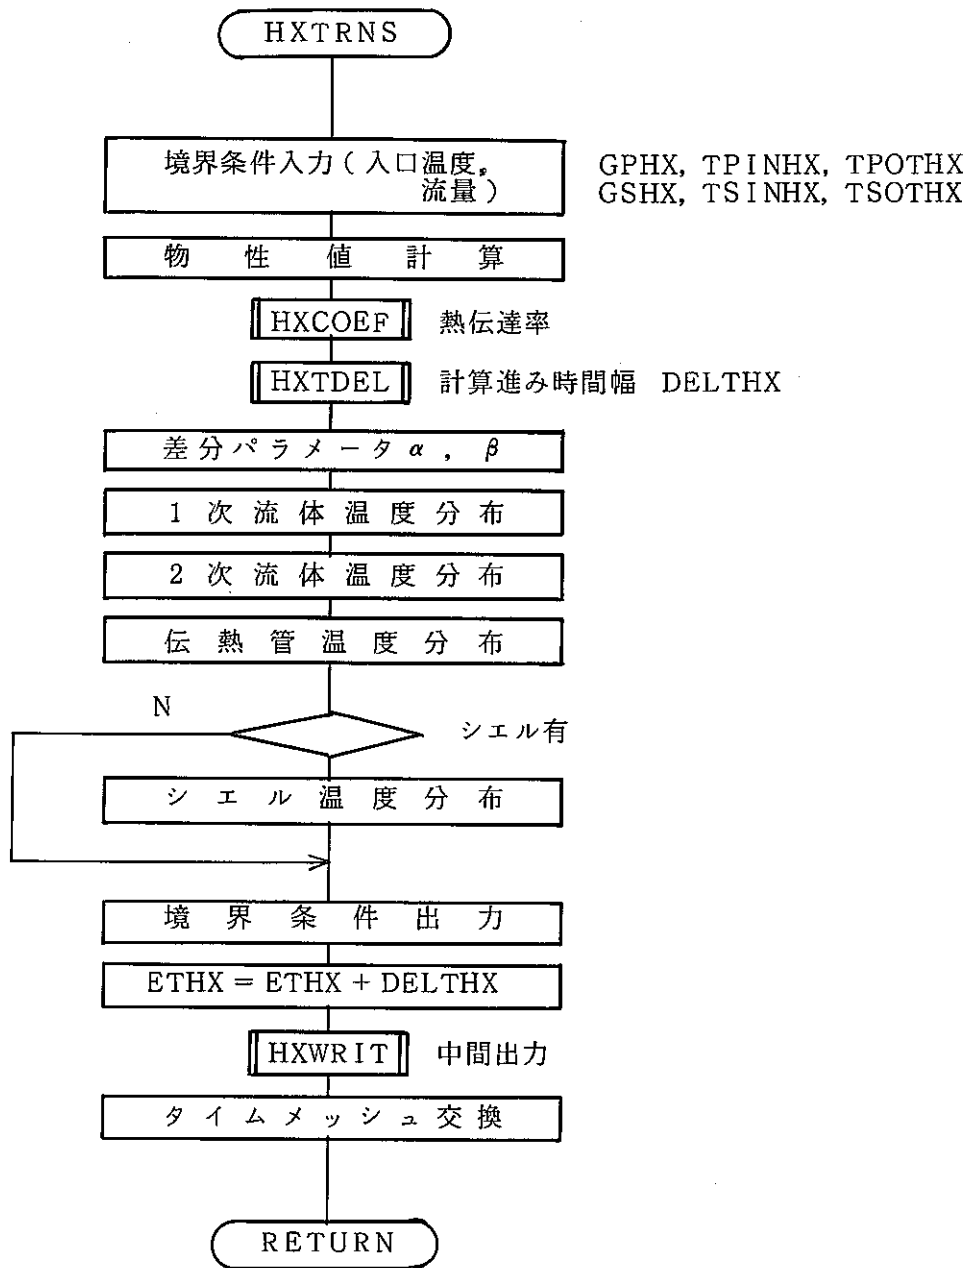 HXTRNS
境界条件入力(入口温度,
流量)
GPHX, TPINHX, TPOTHX
GSHX, TSINHX, TSOTHX
物性値計算
HXCOEF 熱伝達率
HXTDEL 計算進み時間幅 DELTHX
差分パラメータα, β
1次流体温度分布
2次流体温度分布
伝熱管温度分布
N
シエル有
シエル温度分布
境界条件出力
ETHX = ETHX + DELTHX
HXWRIT 中間出力
タイムメッシュ交換
RETURN